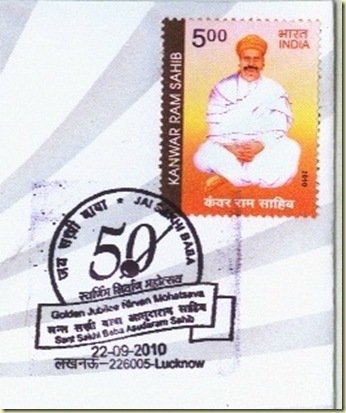 5.00 भारत
INDIA
KANWAR RAM SAHIB
कंवर राम साहिब
2010
जय सखी बाबा * JAI SAKHI BABA
50
स्वर्णिम निर्वाण महोत्सव
Golden Jubilee Nirvan Mohatsava
सन्त सखी बाबा आसुदाराम साहिब
Sant Sakhi Baba Asudaram Sahib
22-09-2010
लखनऊ-226005-Lucknow